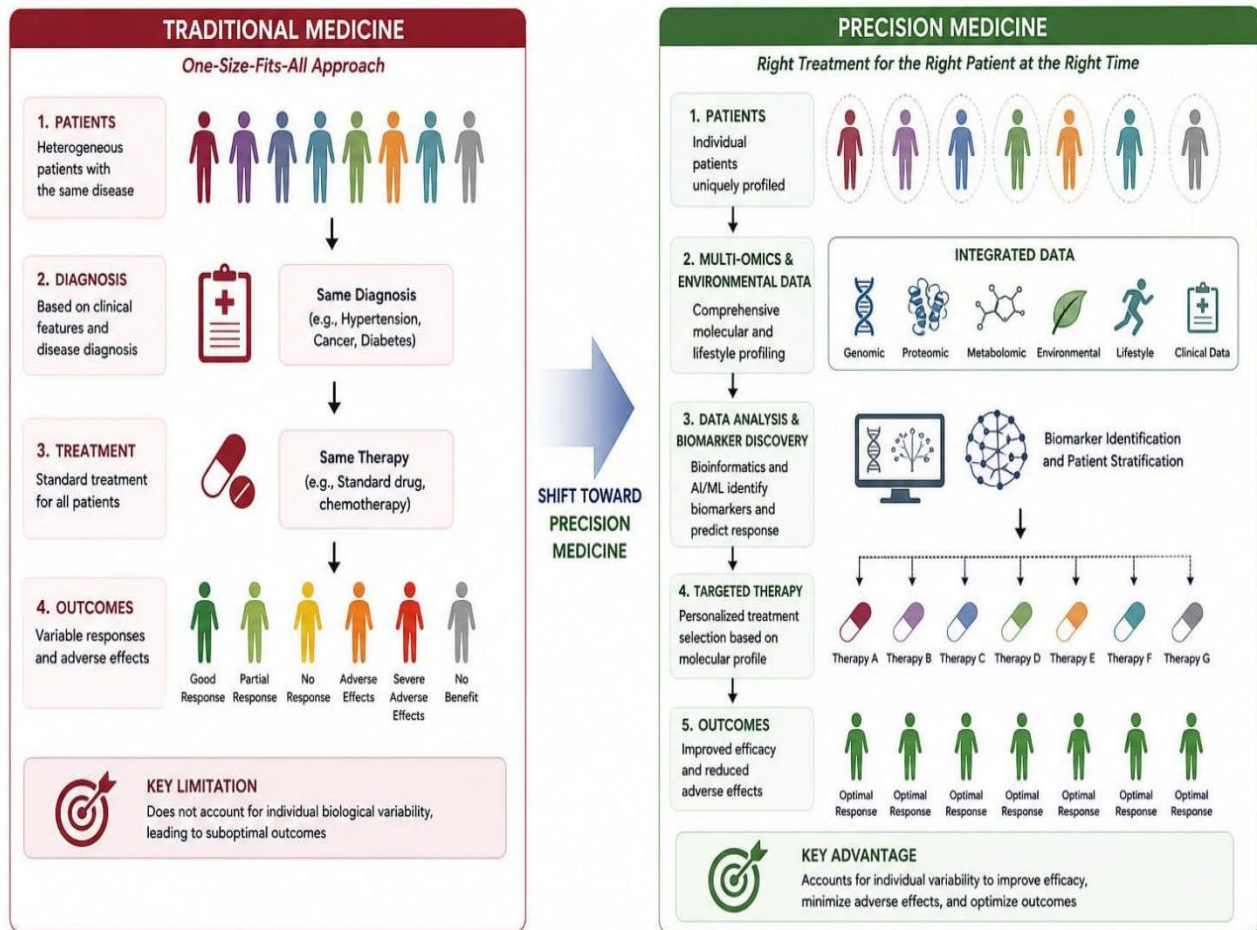 TRADITIONAL MEDICINE
One-Size-Fits-All Approach
1. PATIENTS
Heterogeneous
patients with
the same disease
2. DIAGNOSIS
Based on clinical
features and
disease diagnosis
Same Diagnosis
(e.g., Hypertension,
Cancer, Diabetes)
3. TREATMENT
Standard treatment
for all patients
Same Therapy
(e.g., Standard drug,
chemotherapy)
4. OUTCOMES
Variable responses
and adverse effects
Good
Response
Partial
Response
No
Response
Adverse
Effects
Severe
Adverse
Effects
No
Benefit
KEY LIMITATION
Does not account for individual biological variability,
leading to suboptimal outcomes
SHIFT TOWARD
PRECISION
MEDICINE
PRECISION MEDICINE
Right Treatment for the Right Patient at the Right Time
1. PATIENTS
Individual
patients
uniquely profiled
2. MULTI-OMICS &
ENVIRONMENTAL DATA
Comprehensive
molecular and
lifestyle profiling
INTEGRATED DATA
Genomic Proteomic Metabolomic Environmental Lifestyle Clinical Data
3. DATA ANALYSIS &
BIOMARKER DISCOVERY
Bioinformatics and
AI/ML identify
biomarkers and
predict response
Biomarker Identification
and Patient Stratification
4. TARGETED THERAPY
Personalized treatment
selection based on
molecular profile
Therapy A Therapy B Therapy C Therapy D Therapy E Therapy F Therapy G
5. OUTCOMES
Improved efficacy
and reduced
adverse effects
Optimal Optimal Optimal Optimal Optimal Optimal Optimal
Response Response Response Response Response Response Response
KEY ADVANTAGE
Accounts for individual variability to improve efficacy,
minimize adverse effects, and optimize outcomes